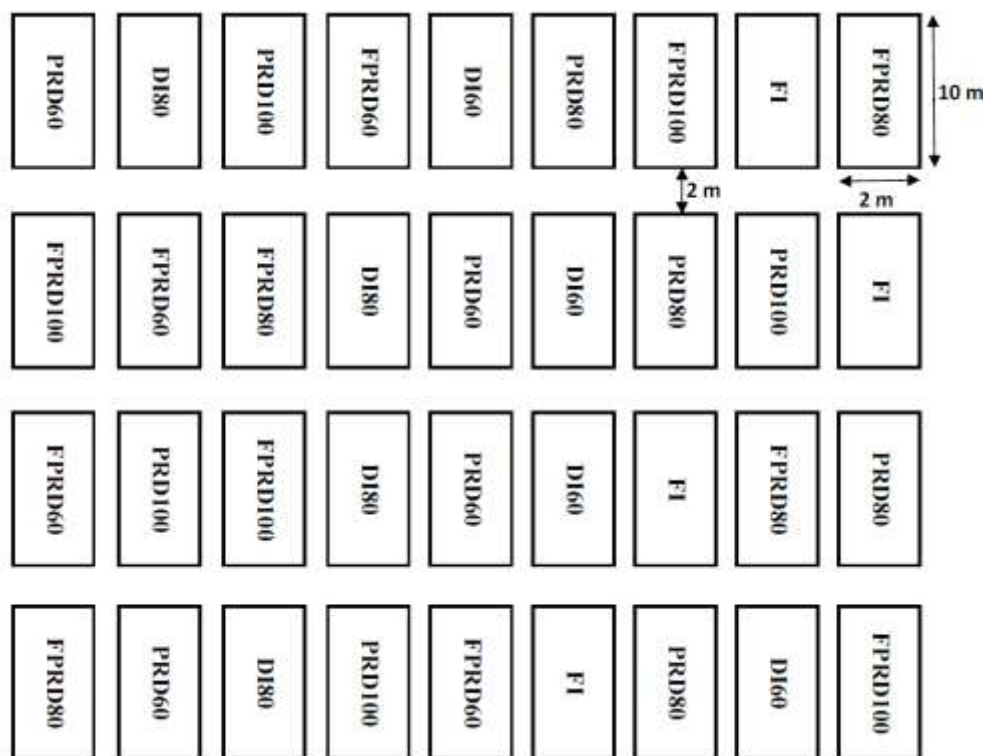 PRD60
DI80
PRD100
FPRD60
DI60
PRD80
FPRD100
FI
FPRD80
10 m
2 m
2 m
FPRD100
FPRD60
FPRD80
DI80
PRD60
DI60
PRD80
PRD100
FI
FPRD60
PRD100
FPRD100
DI80
PRD60
DI60
FI
FPRD80
PRD80
FPRD80
PRD60
DI80
PRD100
FPRD60
FI
PRD80
DI60
FPRD100